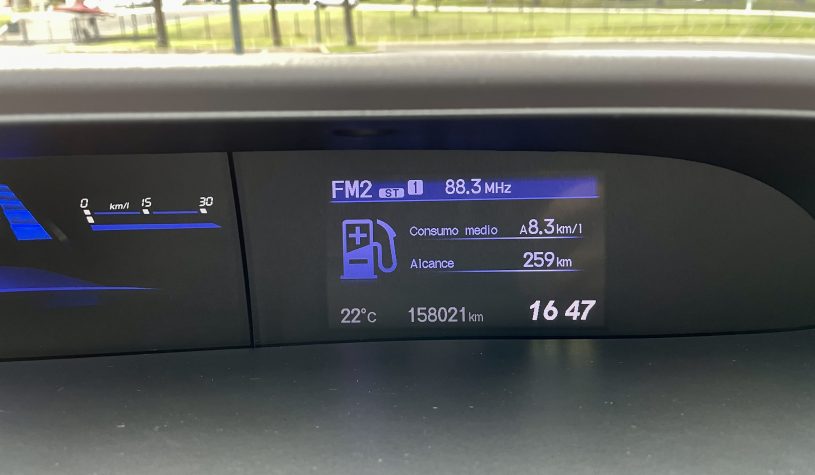 0 km/l 15 30
FM2 ST 1 88.3 MHz
Consumo medio A8.3 km/l
Alcance 259 km
22°C 158021 km 16 47